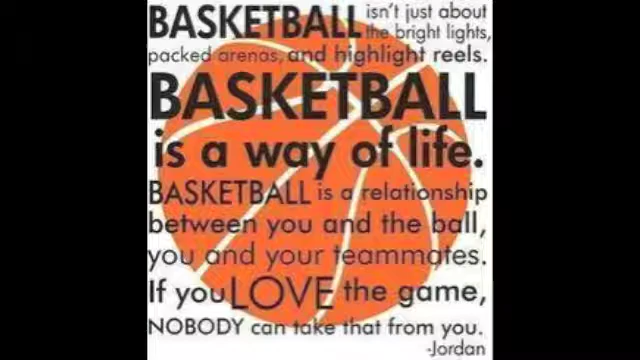 BASKETBALL isn't just about
the bright lights,
packed arenas, and highlight reels.
BASKETBALL
is a way of life.
BASKETBALL is a relationship
between you and the ball,
you and your teammates.
If you LOVE the game,
NOBODY can take that from you.
-Jordan